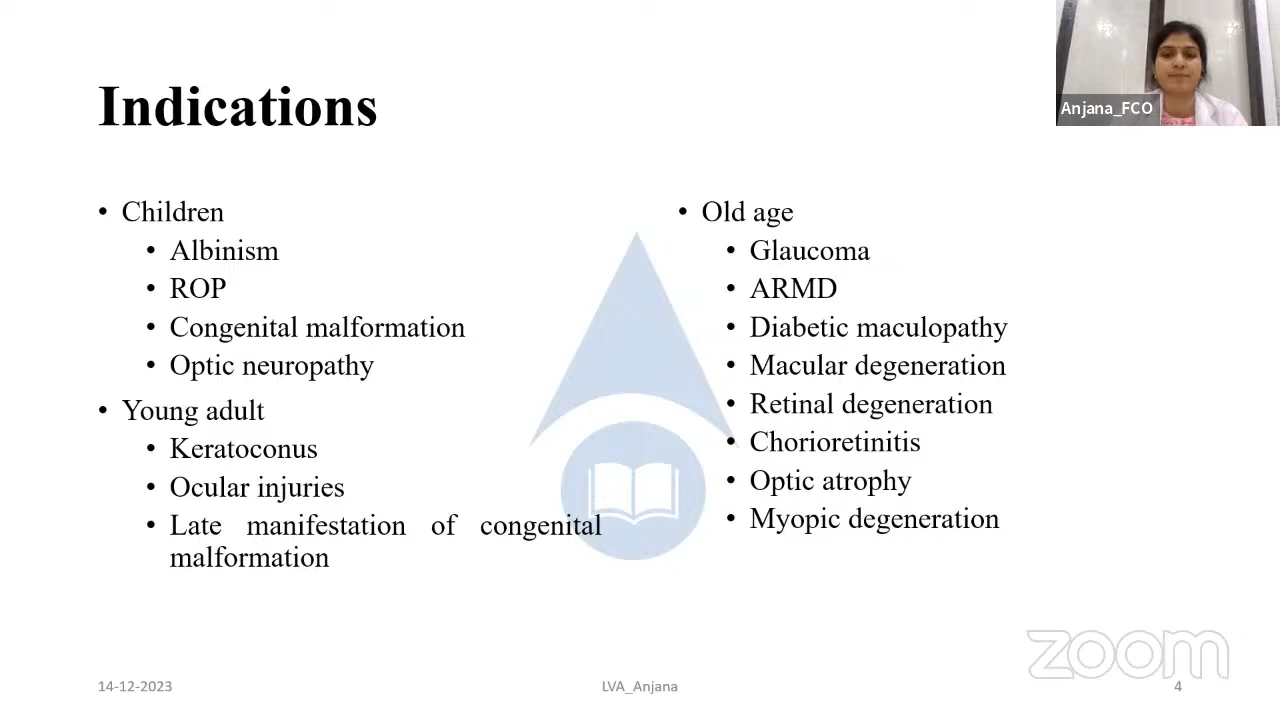 Indications
Anjana_FCO
• Children
• Albinism
• ROP
• Congenital malformation
• Optic neuropathy
• Young adult
• Keratoconus
• Ocular injuries
• Late manifestation of congenital
malformation
• Old age
• Glaucoma
• ARMD
• Diabetic maculopathy
• Macular degeneration
• Retinal degeneration
• Chorioretinitis
• Optic atrophy
• Myopic degeneration
zoom
14-12-2023
LVA_Anjana
4